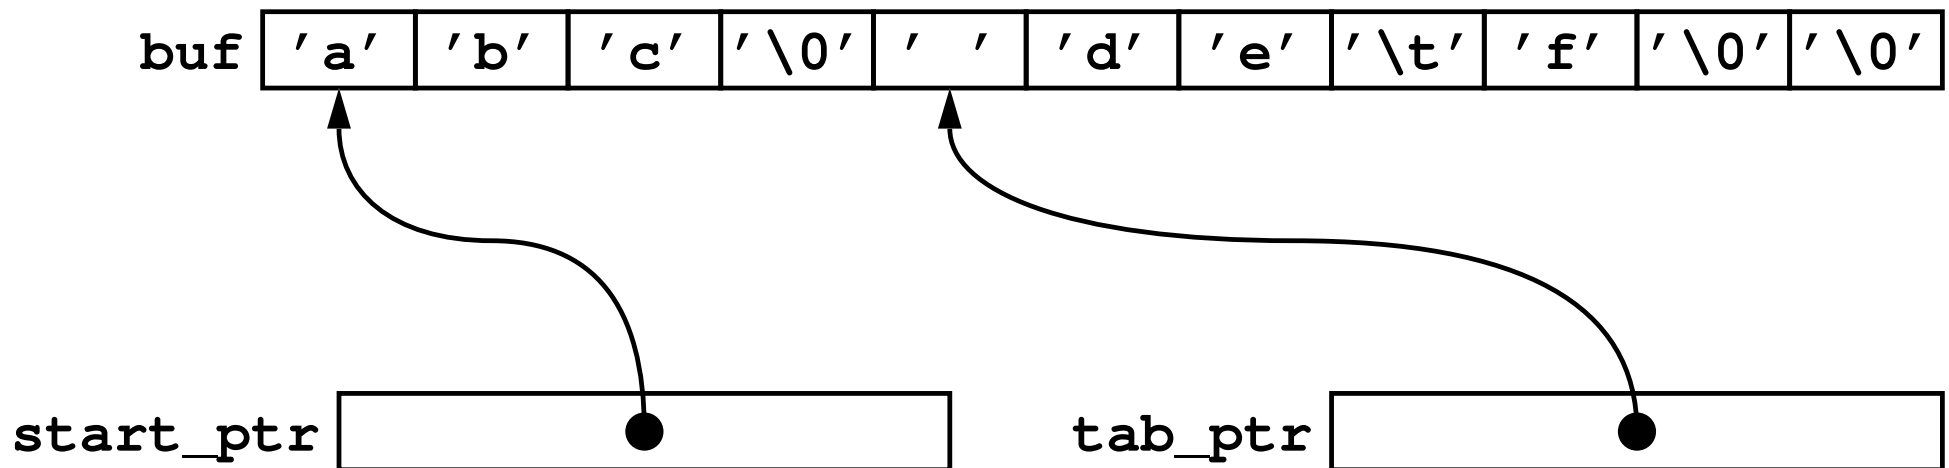 buf 'a' 'b' 'c' '\0' ' ' 'd' 'e' '\t' 'f' '\0' '\0'
start_ptr tab_ptr